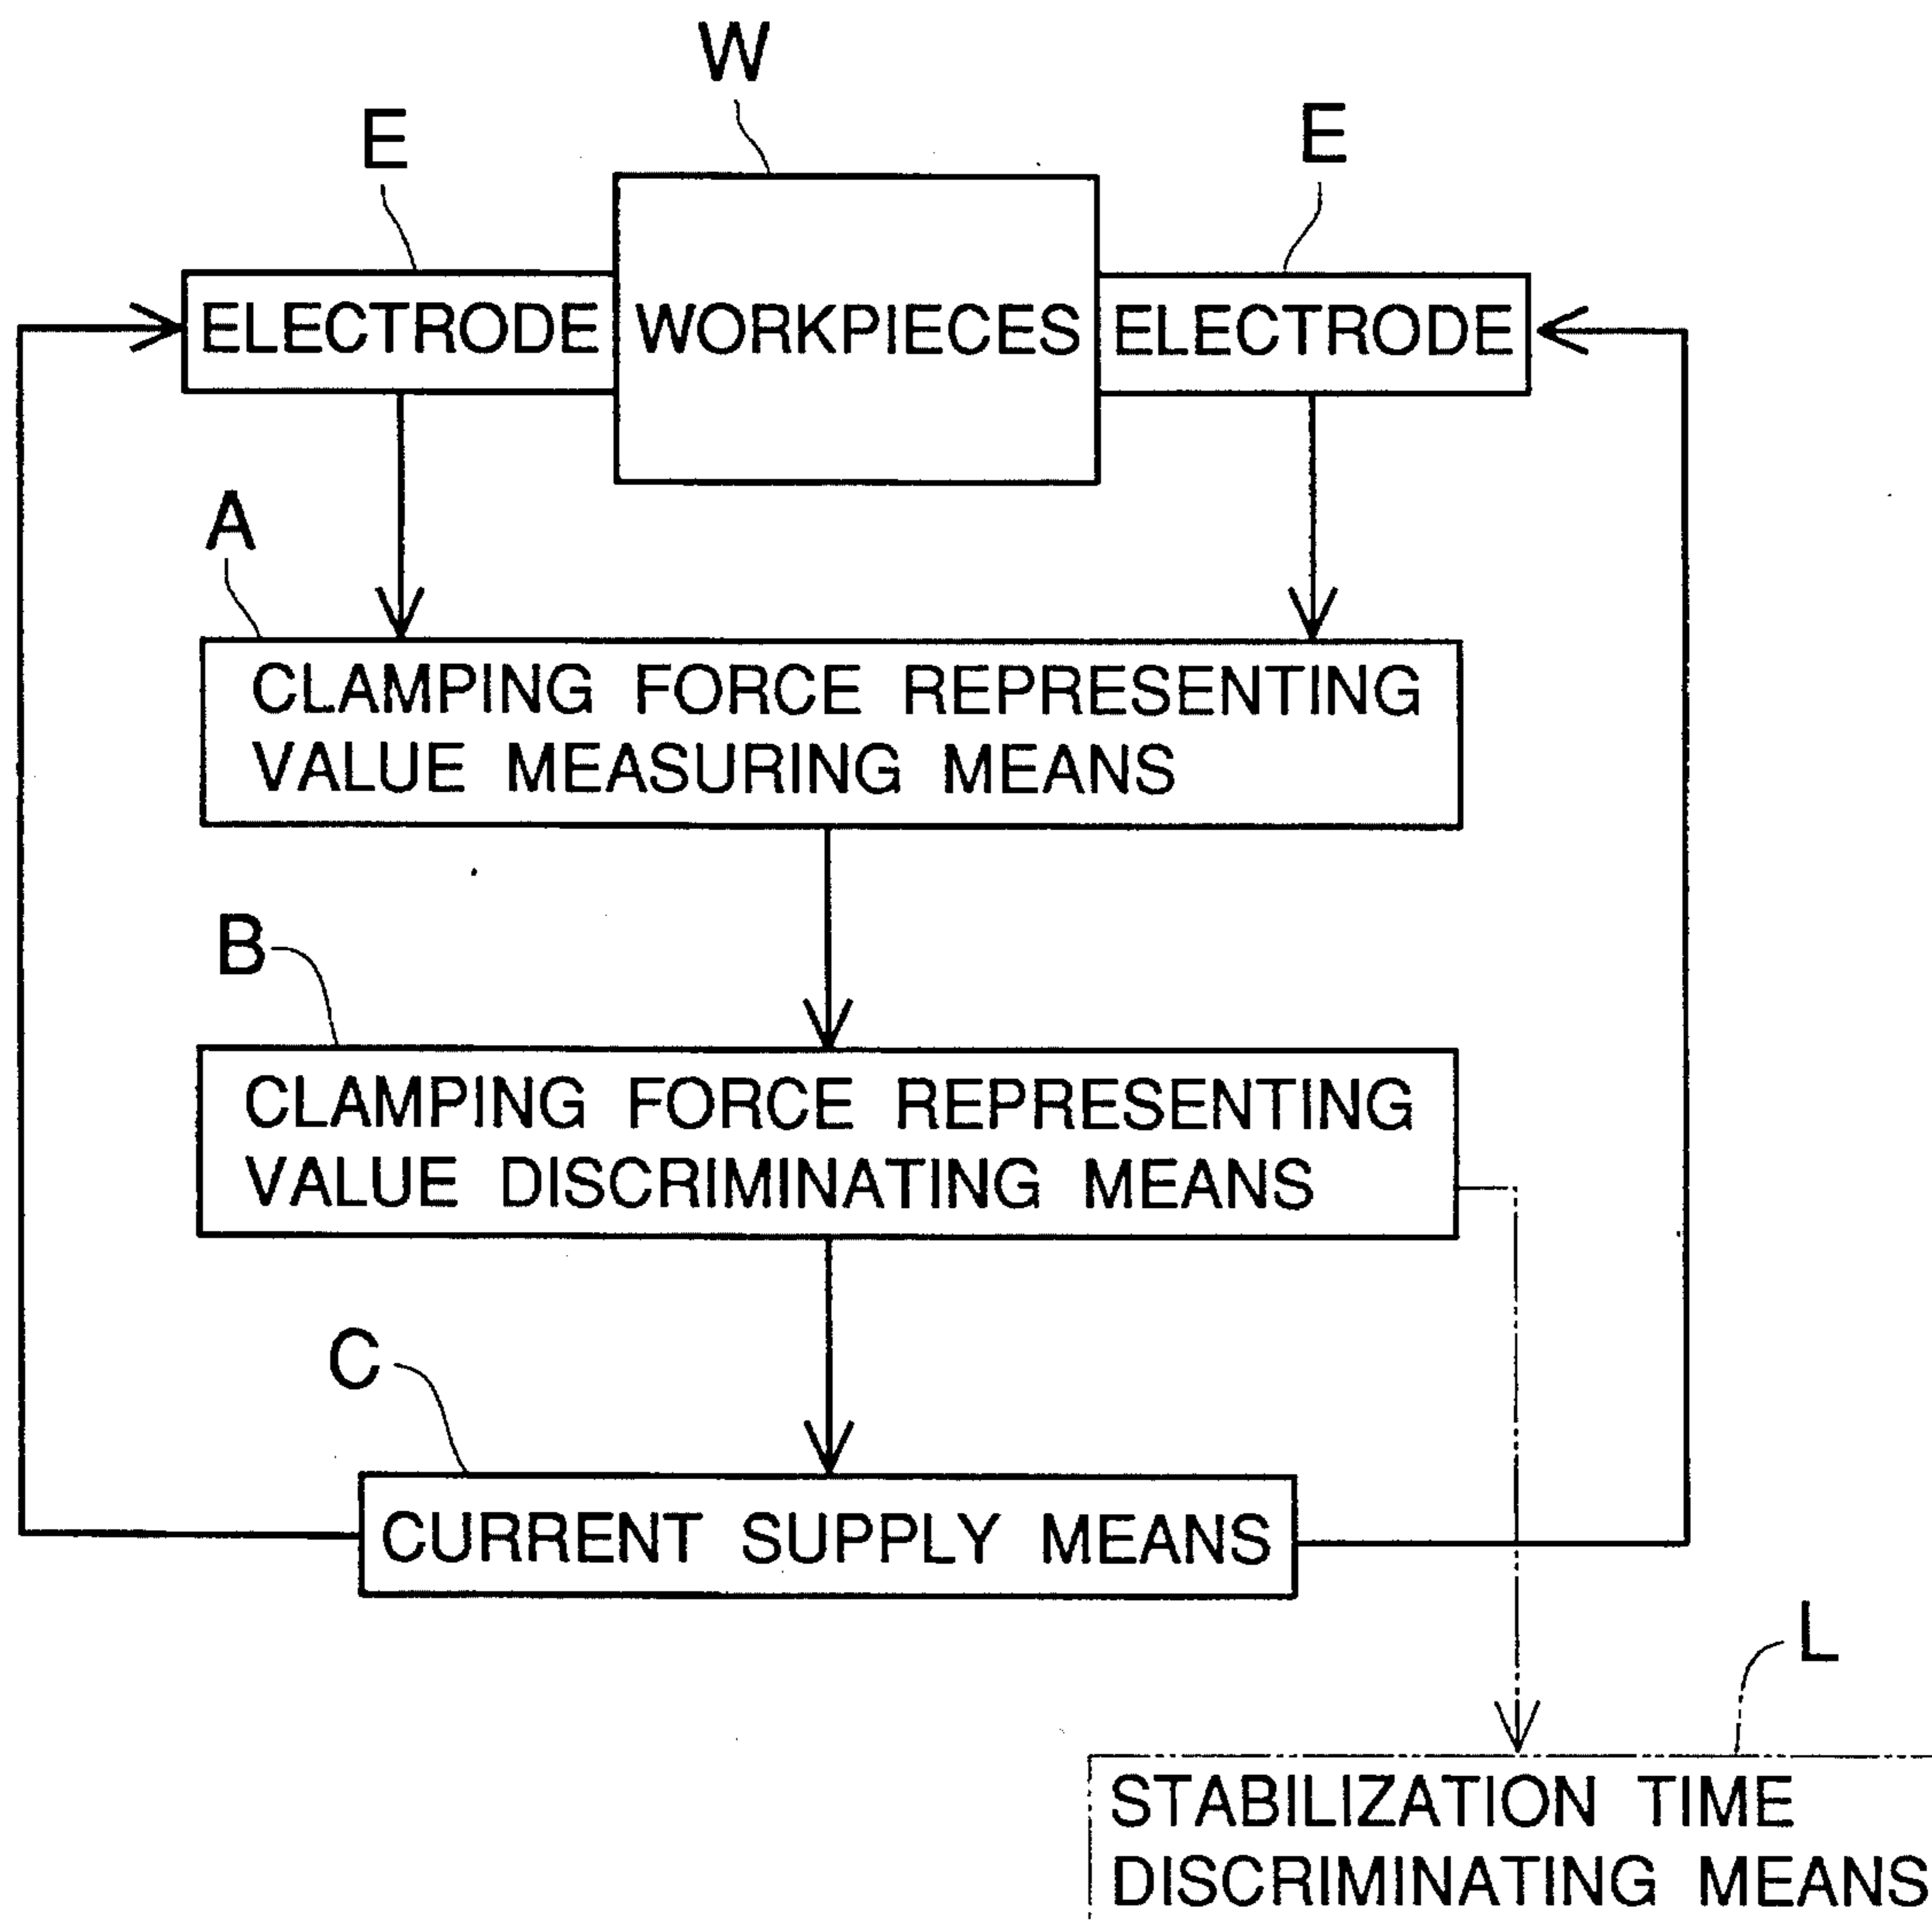 W
E
E
ELECTRODE
WORKPIECES
ELECTRODE
A
CLAMPING FORCE REPRESENTING
VALUE MEASURING MEANS
B
CLAMPING FORCE REPRESENTING
VALUE DISCRIMINATING MEANS
C
CURRENT SUPPLY MEANS
L
STABILIZATION TIME
DISCRIMINATING MEANS